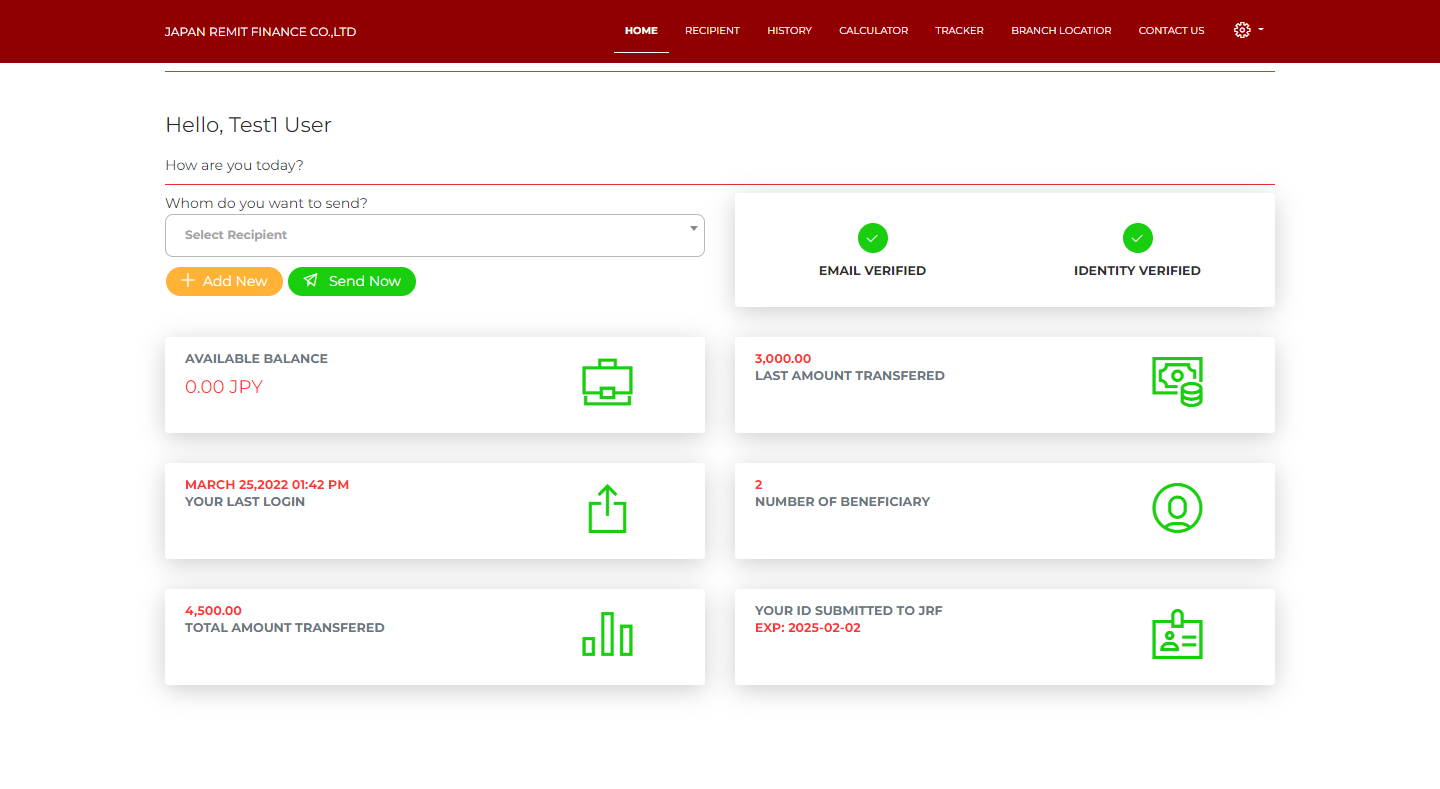 JAPAN REMIT FINANCE CO.,LTD
HOME RECIPIENT HISTORY CALCULATOR TRACKER BRANCH LOCATIOR CONTACT US
Hello, Test1 User
How are you today?
Whom do you want to send?
Select Recipient
Add New Send Now
EMAIL VERIFIED IDENTITY VERIFIED
AVAILABLE BALANCE
0.00 JPY
3,000.00
LAST AMOUNT TRANSFERED
MARCH 25,2022 01:42 PM
YOUR LAST LOGIN
2
NUMBER OF BENEFICIARY
4,500.00
TOTAL AMOUNT TRANSFERED
YOUR ID SUBMITTED TO JRF
EXP: 2025-02-02